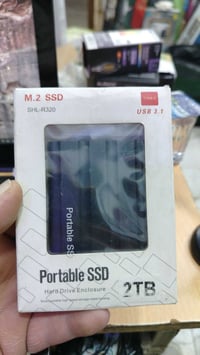 M.2 SSD
SHL-R320
USB 3.1
Portable SS
Portable SSD
Hard Drive Enclosure
2TB